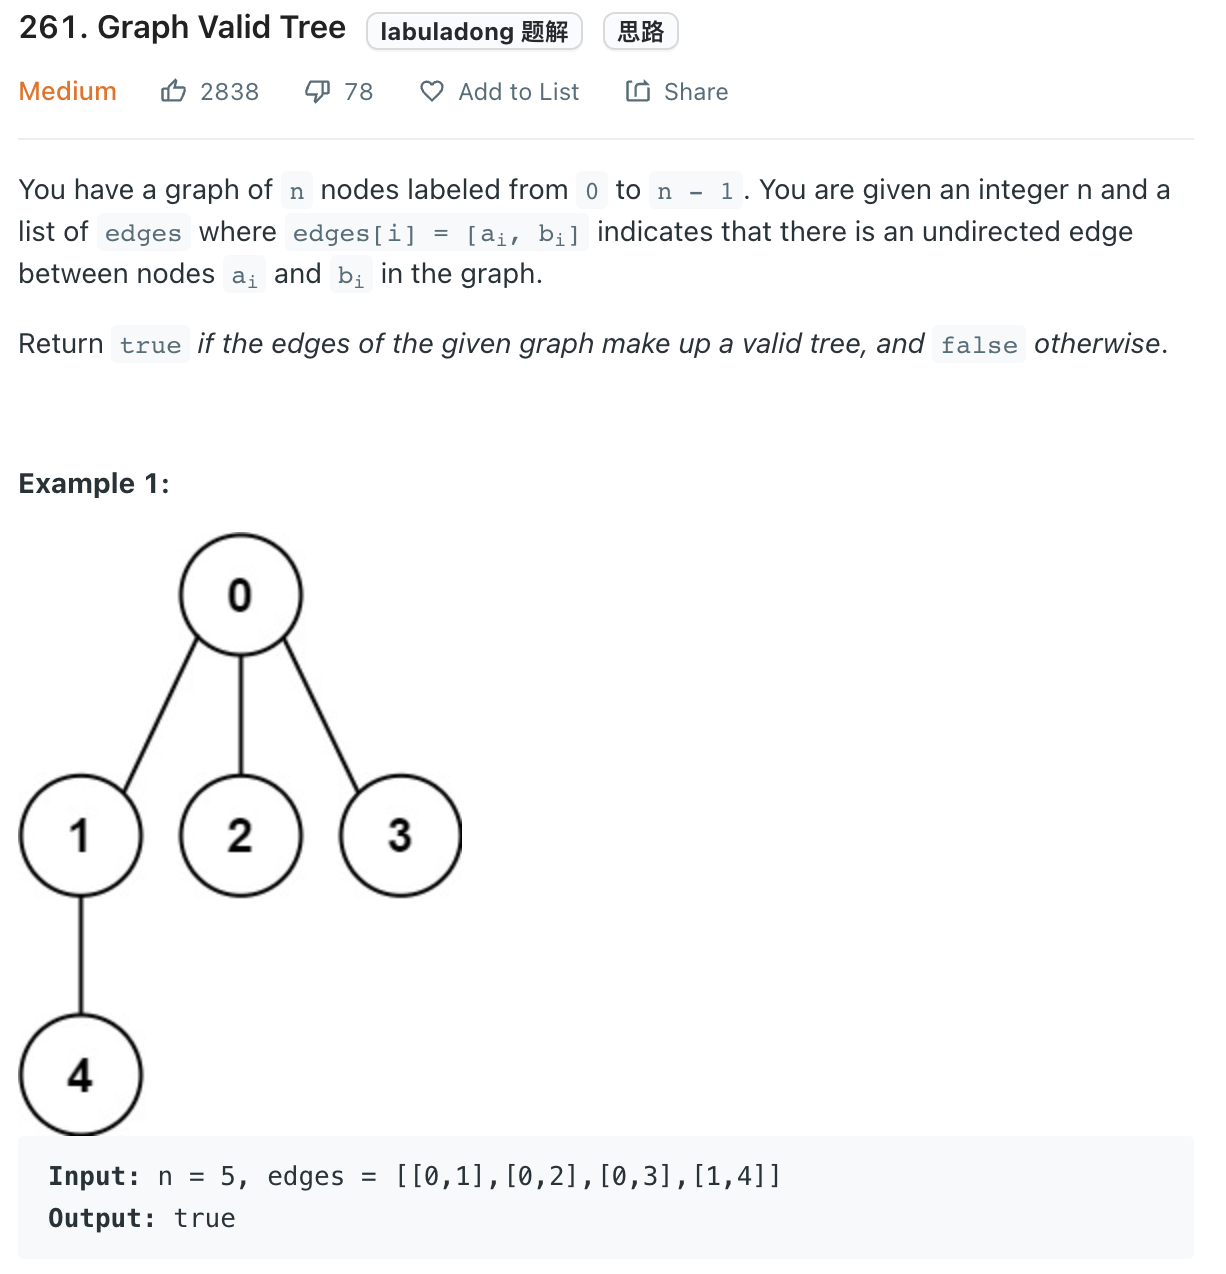 261. Graph Valid Tree labuladong 题解 思路
Medium 2838 78 Add to List Share
You have a graph of n nodes labeled from 0 to n - 1. You are given an integer n and a
list of edges where edges[i] = [aᵢ, bᵢ] indicates that there is an undirected edge
between nodes aᵢ and bᵢ in the graph.
Return true if the edges of the given graph make up a valid tree, and false otherwise.
Example 1:
0
1 2 3
4
Input: n = 5, edges = [[0,1],[0,2],[0,3],[1,4]]
Output: true